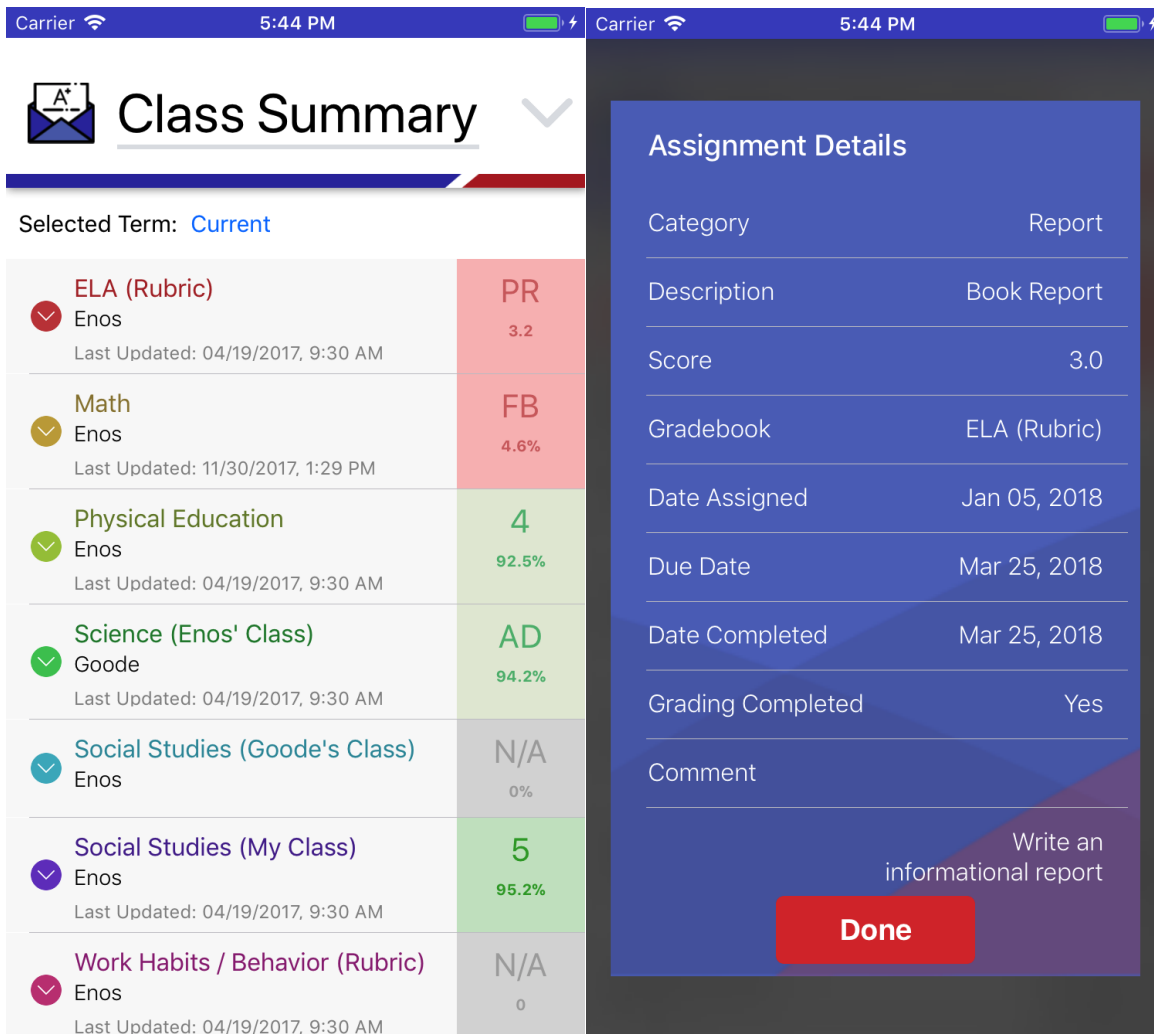 Carrier 5:44 PM
A+ Class Summary
Selected Term: Current
ELA (Rubric) PR
Enos 3.2
Last Updated: 04/19/2017, 9:30 AM
Math FB
Enos 4.6%
Last Updated: 11/30/2017, 1:29 PM
Physical Education 4
Enos 92.5%
Last Updated: 04/19/2017, 9:30 AM
Science (Enos' Class) AD
Goode 94.2%
Last Updated: 04/19/2017, 9:30 AM
Social Studies (Goode's Class) N/A
Enos 0%
Social Studies (My Class) 5
Enos 95.2%
Last Updated: 04/19/2017, 9:30 AM
Work Habits / Behavior (Rubric) N/A
Enos 0
Last Updated: 04/19/2017, 9:30 AM
Carrier 5:44 PM
Assignment Details
Category Report
Description Book Report
Score 3.0
Gradebook ELA (Rubric)
Date Assigned Jan 05, 2018
Due Date Mar 25, 2018
Date Completed Mar 25, 2018
Grading Completed Yes
Comment
Write an
informational report
Done